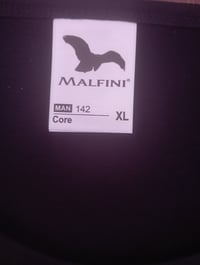 MALFINI®
MAN 142
Core XL